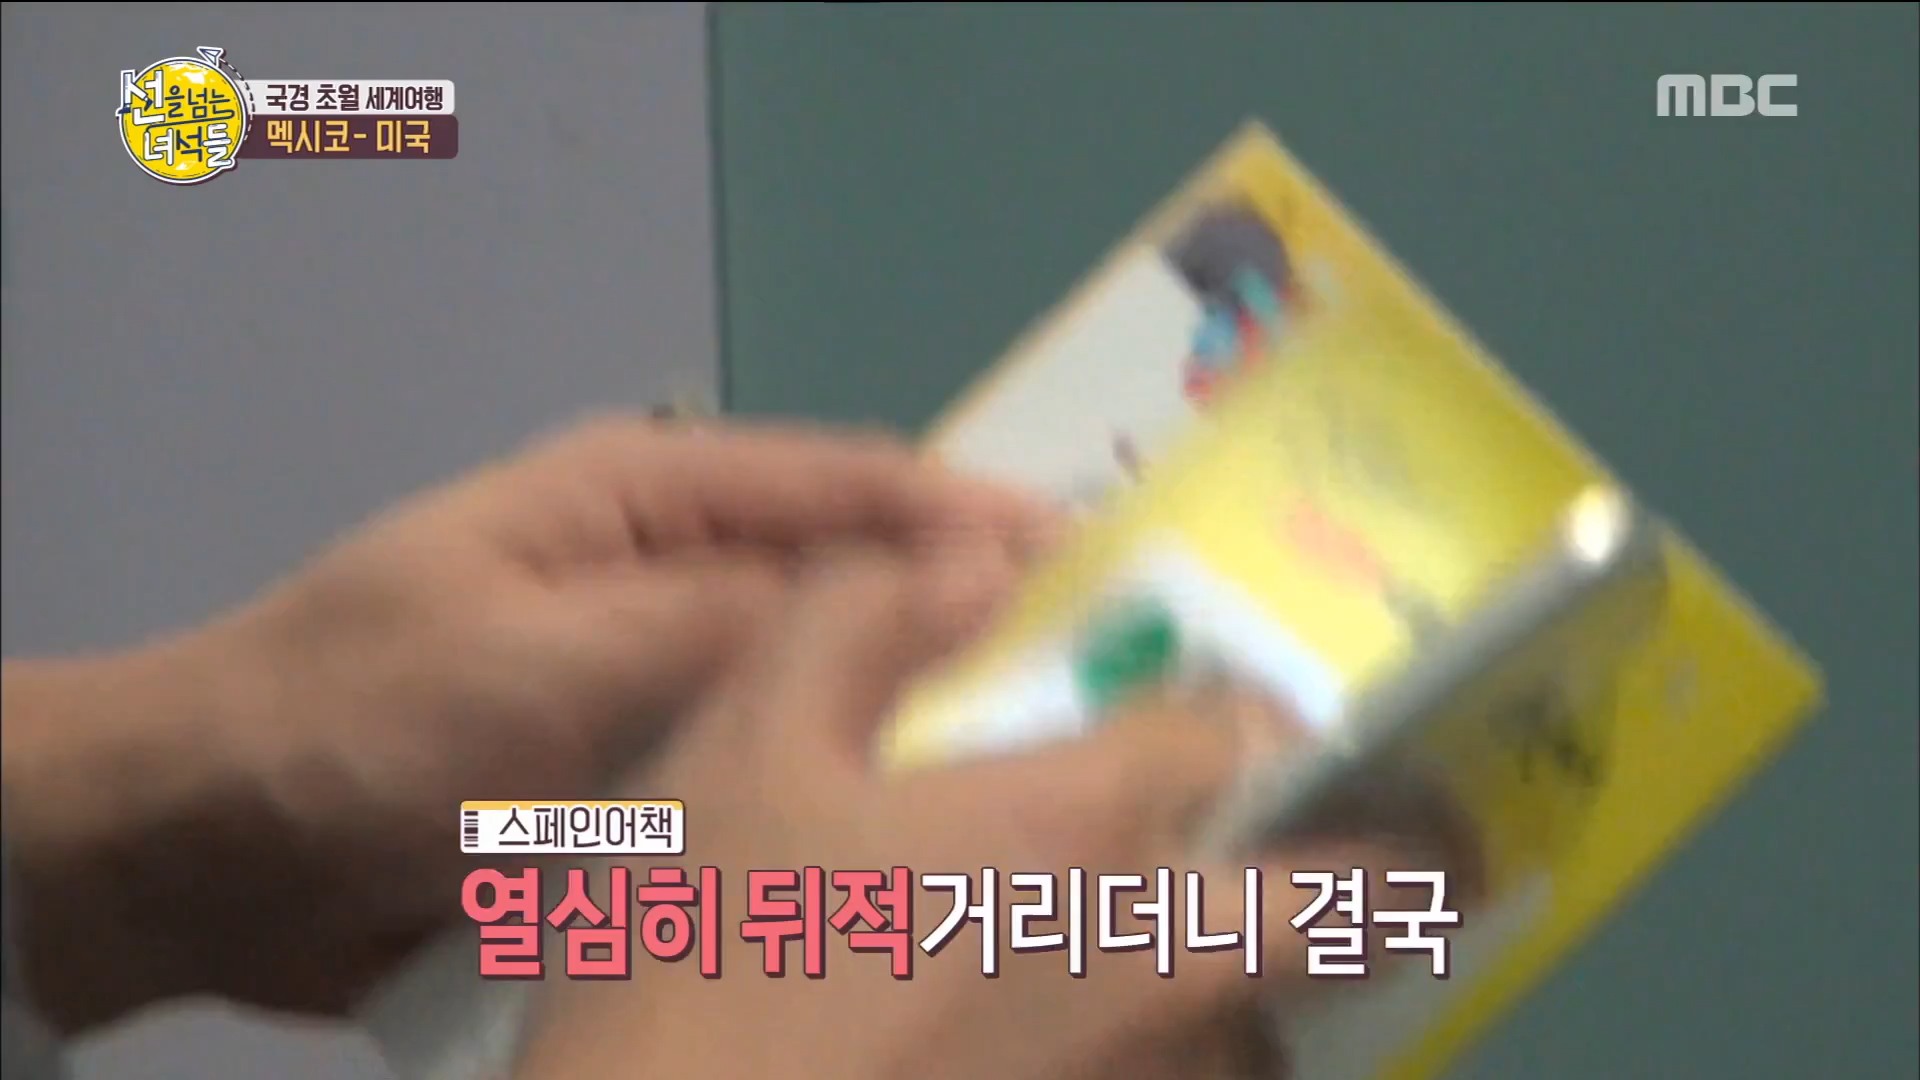 선을 넘는 녀석들
국경 초월 세계여행
멕시코- 미국
MBC
스페인어책
열심히 뒤적거리더니 결국